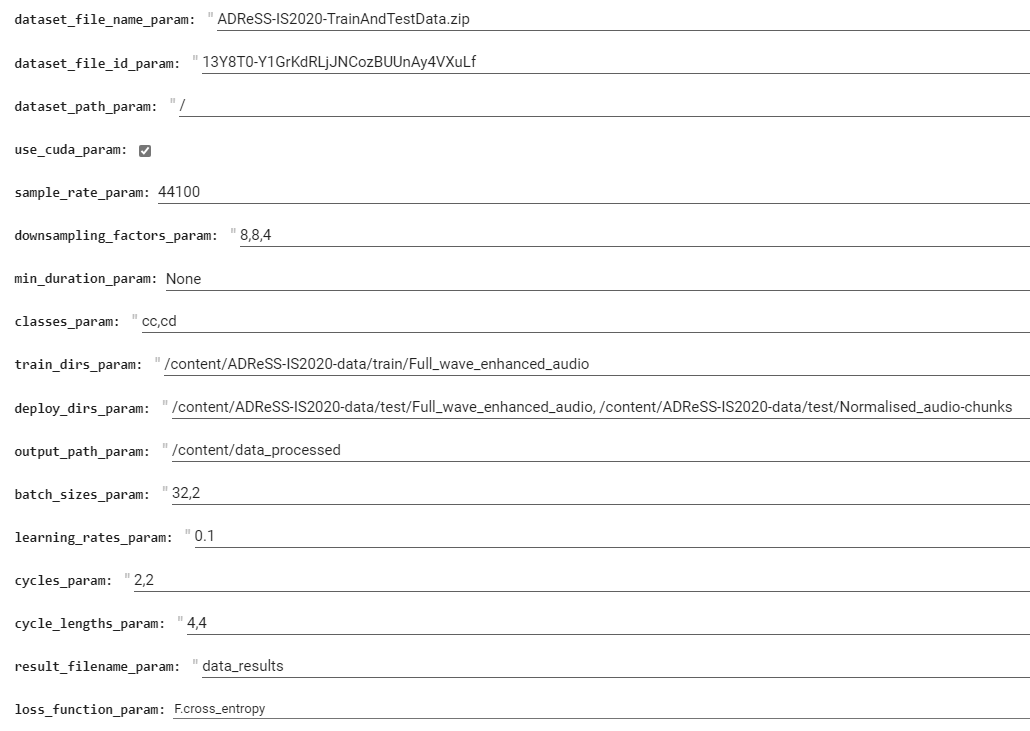 dataset_file_name_param: "ADReSS-IS2020-TrainAndTestData.zip
dataset_file_id_param: "13Y8T0-Y1GrKdRLjJNCozBUUnAy4VXuLf
dataset_path_param: "/
use_cuda_param:
sample_rate_param: 44100
downsampling_factors_param: "8,8,4
min_duration_param: None
classes_param: "cc,cd
train_dirs_param: "/content/ADReSS-IS2020-data/train/Full_wave_enhanced_audio
deploy_dirs_param: "/content/ADReSS-IS2020-data/test/Full_wave_enhanced_audio, /content/ADReSS-IS2020-data/test/Normalised_audio-chunks
output_path_param: "/content/data_processed
batch_sizes_param: "32,2
learning_rates_param: "0.1
cycles_param: "2,2
cycle_lengths_param: "4,4
result_filename_param: "data_results
loss_function_param: F.cross_entropy